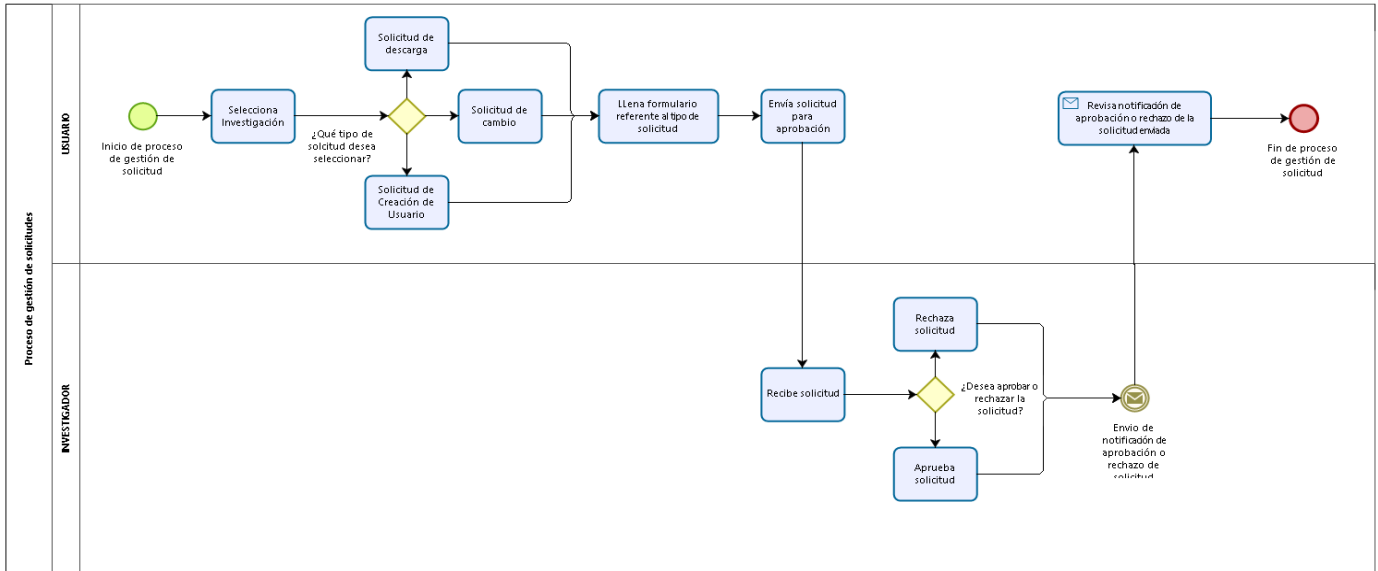 Proceso de gestión de solicitudes
USUARIO
Inicio de proceso
de gestión de
solicitud
Selecciona
Investigación
¿Qué tipo de
solcitud desea
seleccionar?
Solicitud de
descarga
Solicitud de
cambio
Solicitud de
Creación de
Usuario
LLena formulario
referente al tipo de
solicitud
Envía solicitud
para
aprobación
Revisa notificación de
aprobación o rechazo de la
solicitud enviada
Fin de proceso
de gestión de
solicitud
INVESTIGADOR
Recibe solicitud
Rechaza
solicitud
¿Desea aprobar o
rechazar la
solicitud?
Aprueba
solicitud
Envio de
notificación de
aprobación o
rechazo de
solicitud